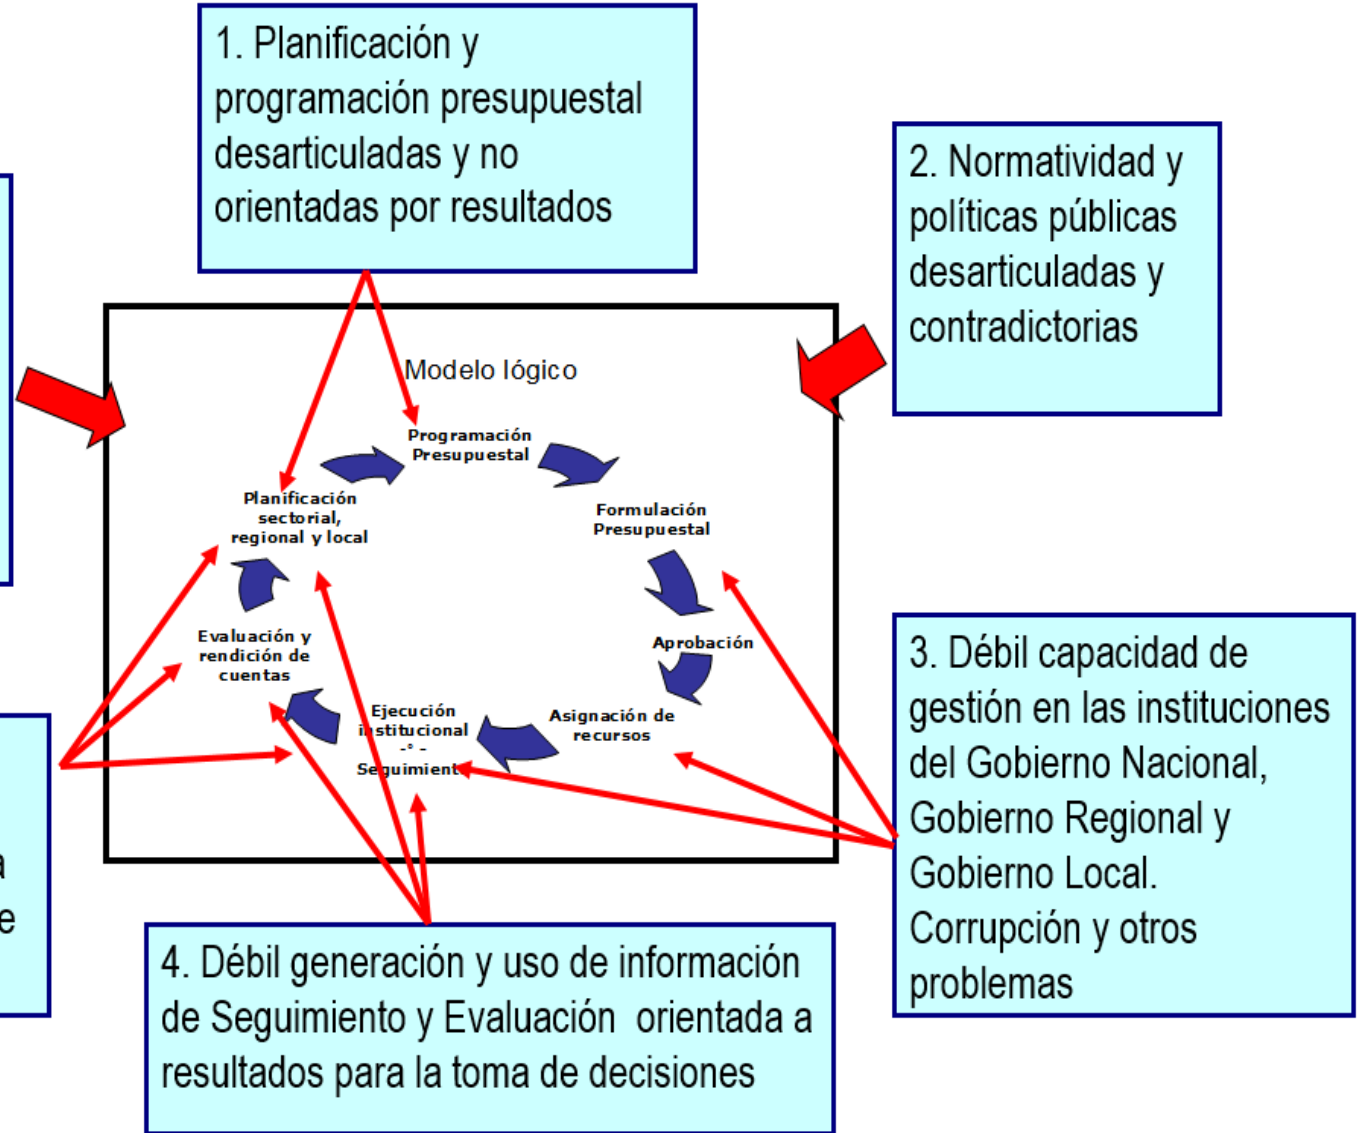 1. Planificación y
programación presupuestal
desarticuladas y no
orientadas por resultados
2. Normatividad y
políticas públicas
desarticuladas y
contradictorias
Modelo lógico
Programación
Presupuestal
Planificación
sectorial,
regional y local
Formulación
Presupuestal
Evaluación y
rendición de
cuentas
Aprobación
Ejecución
institucional
-°-
Seguimient
Asignación de
recursos
3. Débil capacidad de
gestión en las instituciones
del Gobierno Nacional,
Gobierno Regional y
Gobierno Local.
Corrupción y otros
problemas
a
e
4. Débil generación y uso de información
de Seguimiento y Evaluación orientada a
resultados para la toma de decisiones